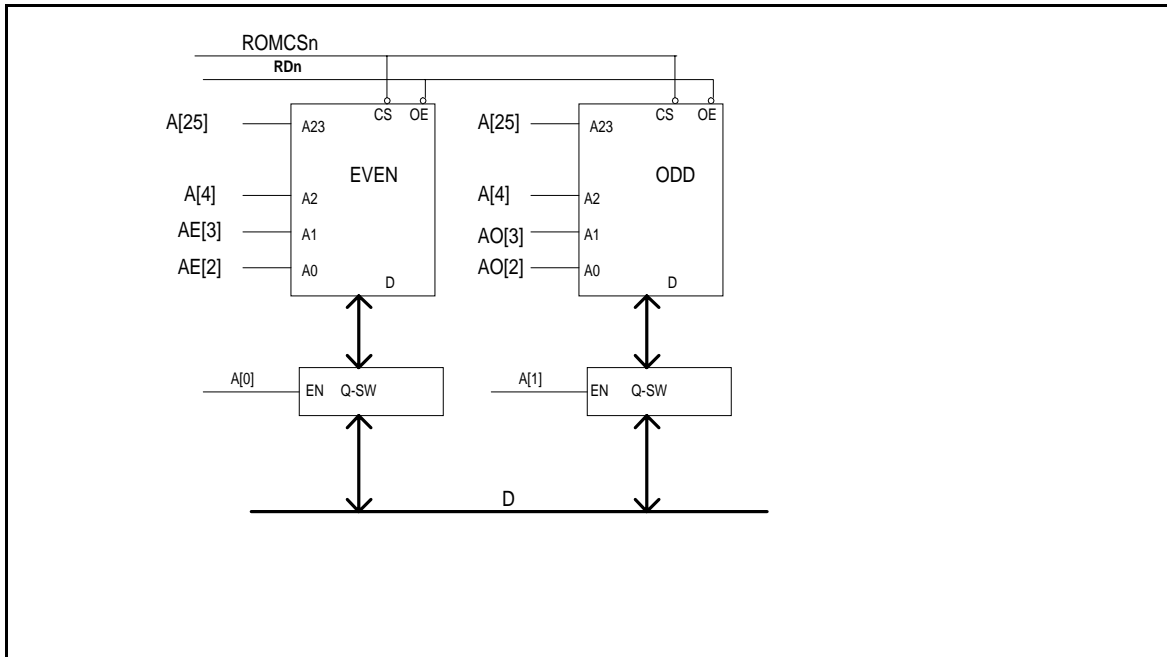 ROMCSn
RDn
CS OE
A[25] A23
EVEN
A[4] A2
AE[3] A1
AE[2] A0
D
CS OE
A[25] A23
ODD
A[4] A2
AO[3] A1
AO[2] A0
D
A[0] EN Q-SW
A[1] EN Q-SW
D